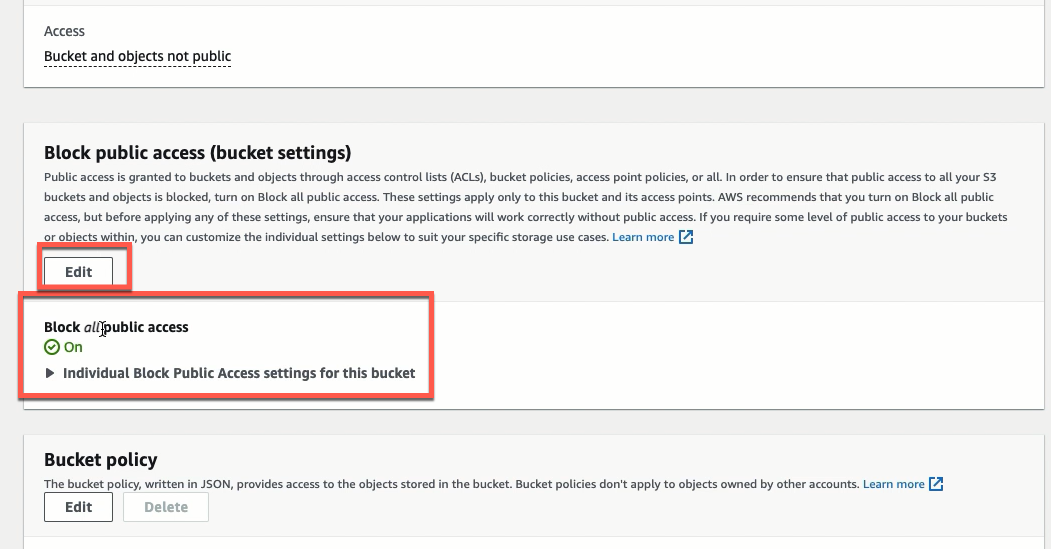 Access
Bucket and objects not public
Block public access (bucket settings)
Public access is granted to buckets and objects through access control lists (ACLs), bucket policies, access point policies, or all. In order to ensure that public access to all your S3
buckets and objects is blocked, turn on Block all public access. These settings apply only to this bucket and its access points. AWS recommends that you turn on Block all public
access, but before applying any of these settings, ensure that your applications will work correctly without public access. If you require some level of public access to your buckets
or objects within, you can customize the individual settings below to suit your specific storage use cases. Learn more
Edit
Block all public access
On
Individual Block Public Access settings for this bucket
Bucket policy
The bucket policy, written in JSON, provides access to the objects stored in the bucket. Bucket policies don't apply to objects owned by other accounts. Learn more
Edit Delete